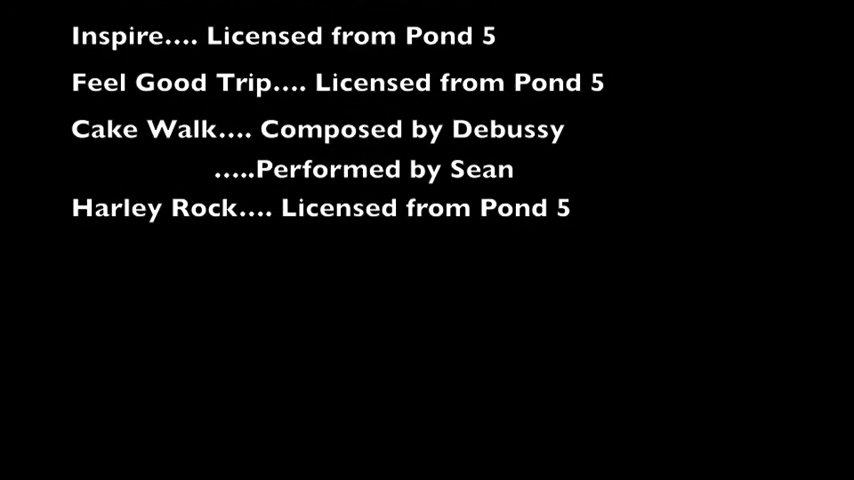 Inspire.... Licensed from Pond 5
Feel Good Trip.... Licensed from Pond 5
Cake Walk.... Composed by Debussy
.....Performed by Sean
Harley Rock.... Licensed from Pond 5